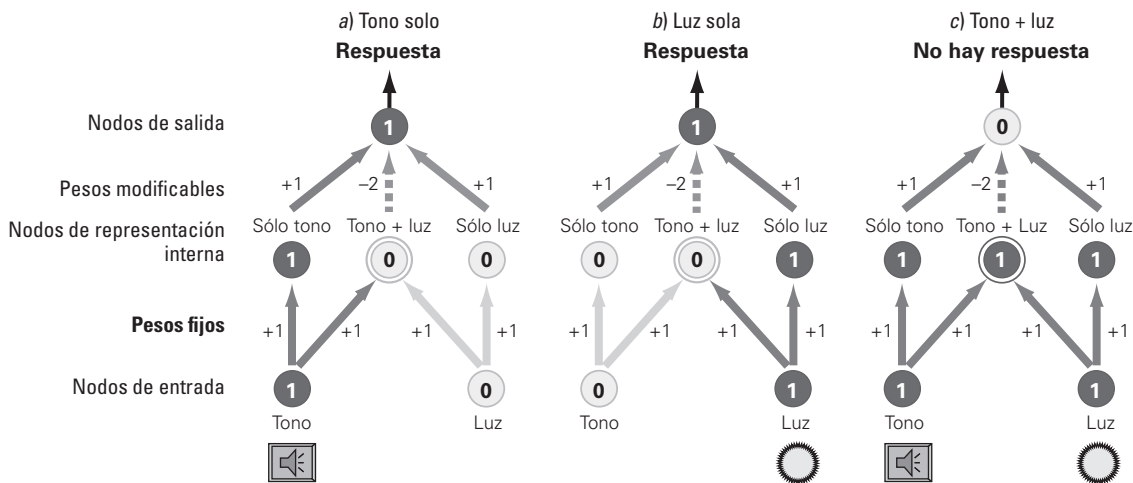 a) Tono solo
Respuesta
b) Luz sola
Respuesta
c) Tono + luz
No hay respuesta
Nodos de salida
1
1
0
Pesos modificables
+1
–2
+1
+1
–2
+1
+1
–2
+1
Nodos de representación
interna
Sólo tono
Tono + luz
Sólo luz
Sólo tono
Tono + luz
Sólo luz
Sólo tono
Tono + Luz
Sólo luz
1
0
0
0
0
1
1
1
1
Pesos fijos
+1
+1
+1
+1
+1
+1
+1
+1
+1
+1
+1
+1
Nodos de entrada
1
0
0
1
1
1
Tono
Luz
Tono
Luz
Tono
Luz